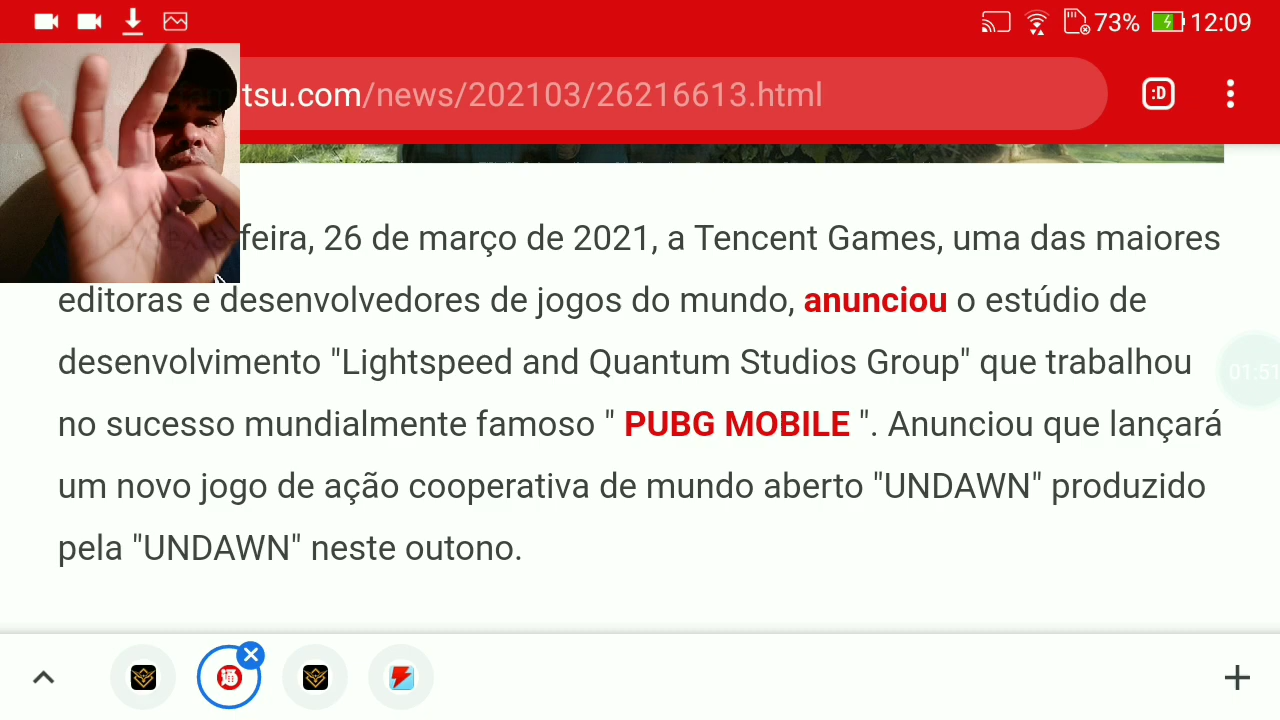 73% 12:09
tsu.com/news/202103/26216613.html
:D
feira, 26 de março de 2021, a Tencent Games, uma das maiores
editoras e desenvolvedores de jogos do mundo, anunciou o estúdio de
desenvolvimento "Lightspeed and Quantum Studios Group" que trabalhou
01:51
no sucesso mundialmente famoso " PUBG MOBILE ". Anunciou que lançará
um novo jogo de ação cooperativa de mundo aberto "UNDAWN" produzido
pela "UNDAWN" neste outono.